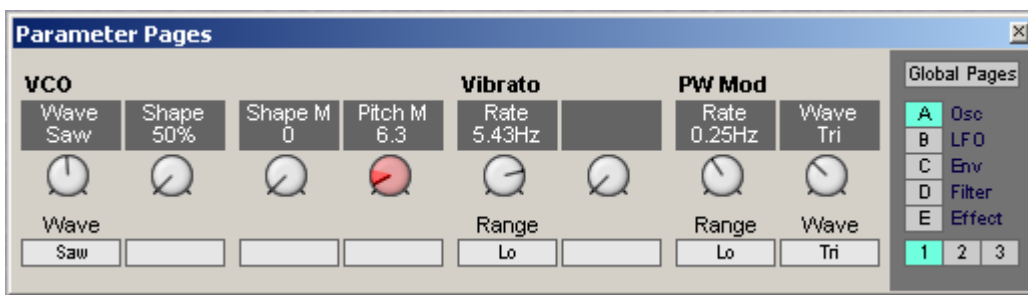 Parameter Pages
VCO Vibrato PW Mod
Global Pages
Wave Shape Shape M Pitch M Rate Rate Wave
Saw 50% 0 6.3 5.43Hz 0.25Hz Tri
A Osc
B LFO
C Env
D Filter
E Effect
Wave Range Range Wave
Saw Lo Lo Tri
1 2 3